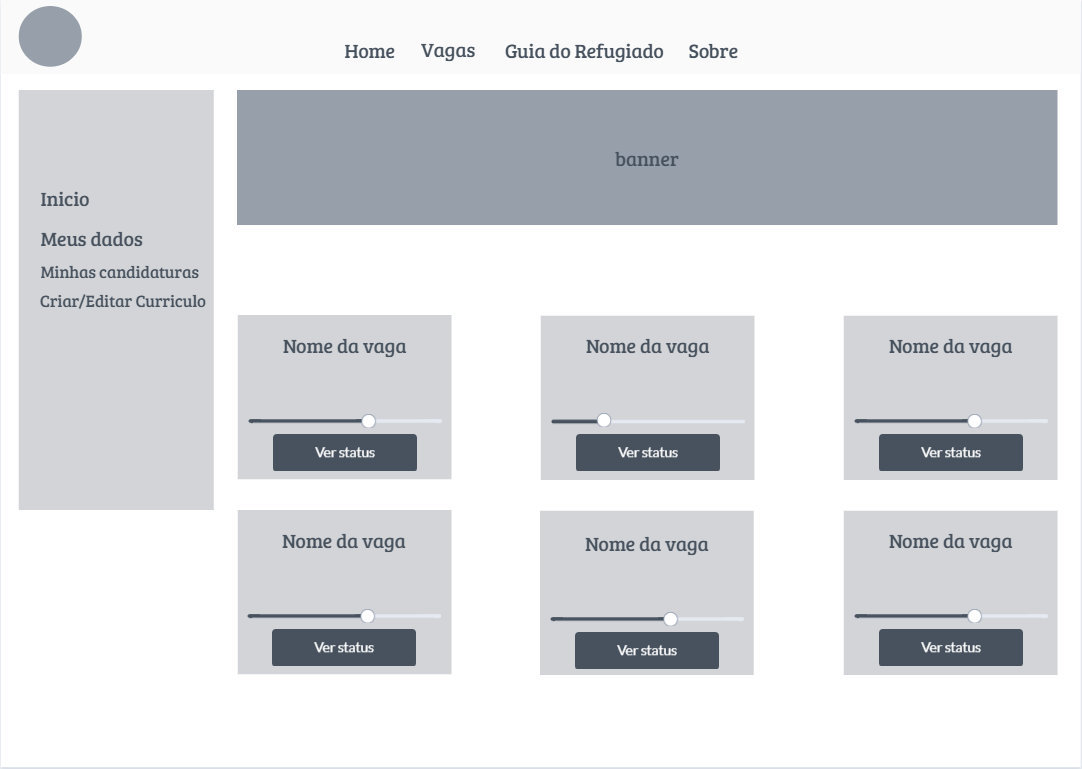 Home Vagas Guia do Refugiado Sobre
banner
Inicio
Meus dados
Minhas candidaturas
Criar/Editar Curriculo
Nome da vaga
Ver status
Nome da vaga
Ver status
Nome da vaga
Ver status
Nome da vaga
Ver status
Nome da vaga
Ver status
Nome da vaga
Ver status